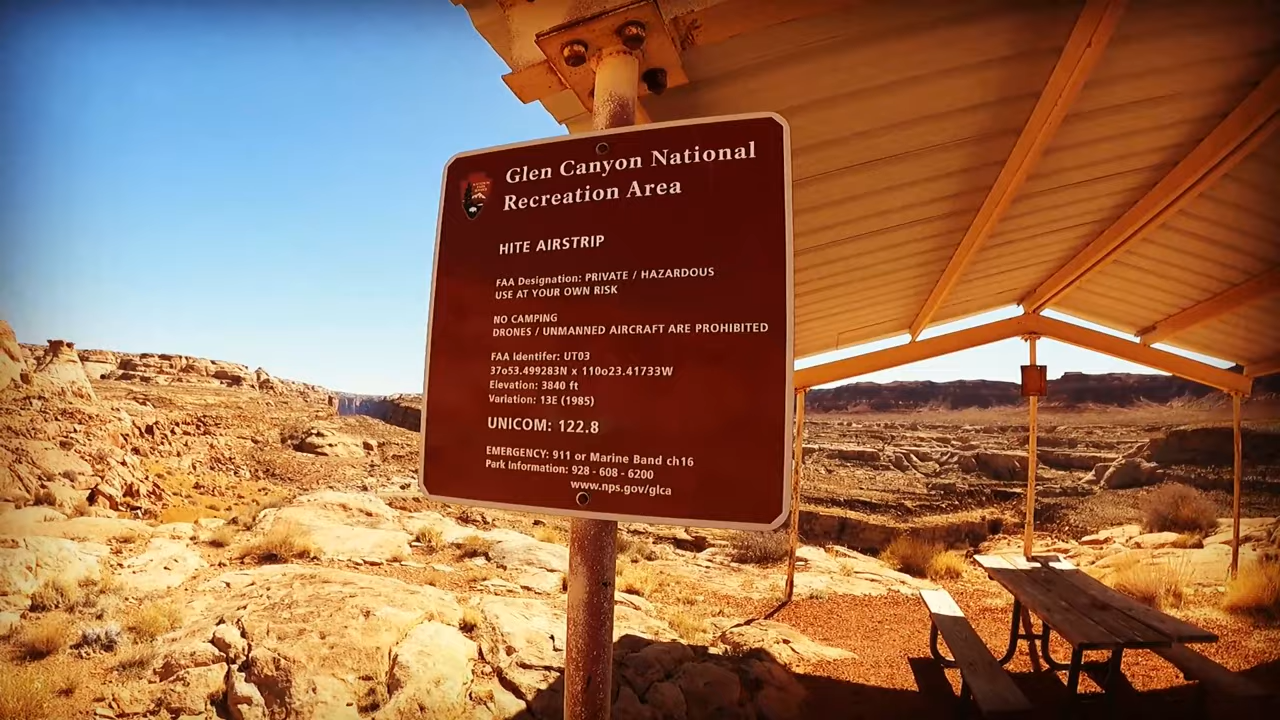 Glen Canyon National
Recreation Area
HITE AIRSTRIP
FAA Designation: PRIVATE / HAZARDOUS
USE AT YOUR OWN RISK
NO CAMPING
DRONES / UNMANNED AIRCRAFT ARE PROHIBITED
FAA Identifer: UT03
37o53.499283N x 110o23.41733W
Elevation: 3840 ft
Variation: 13E (1985)
UNICOM: 122.8
EMERGENCY: 911 or Marine Band ch16
Park Information: 928 - 608 - 6200
www.nps.gov/glca